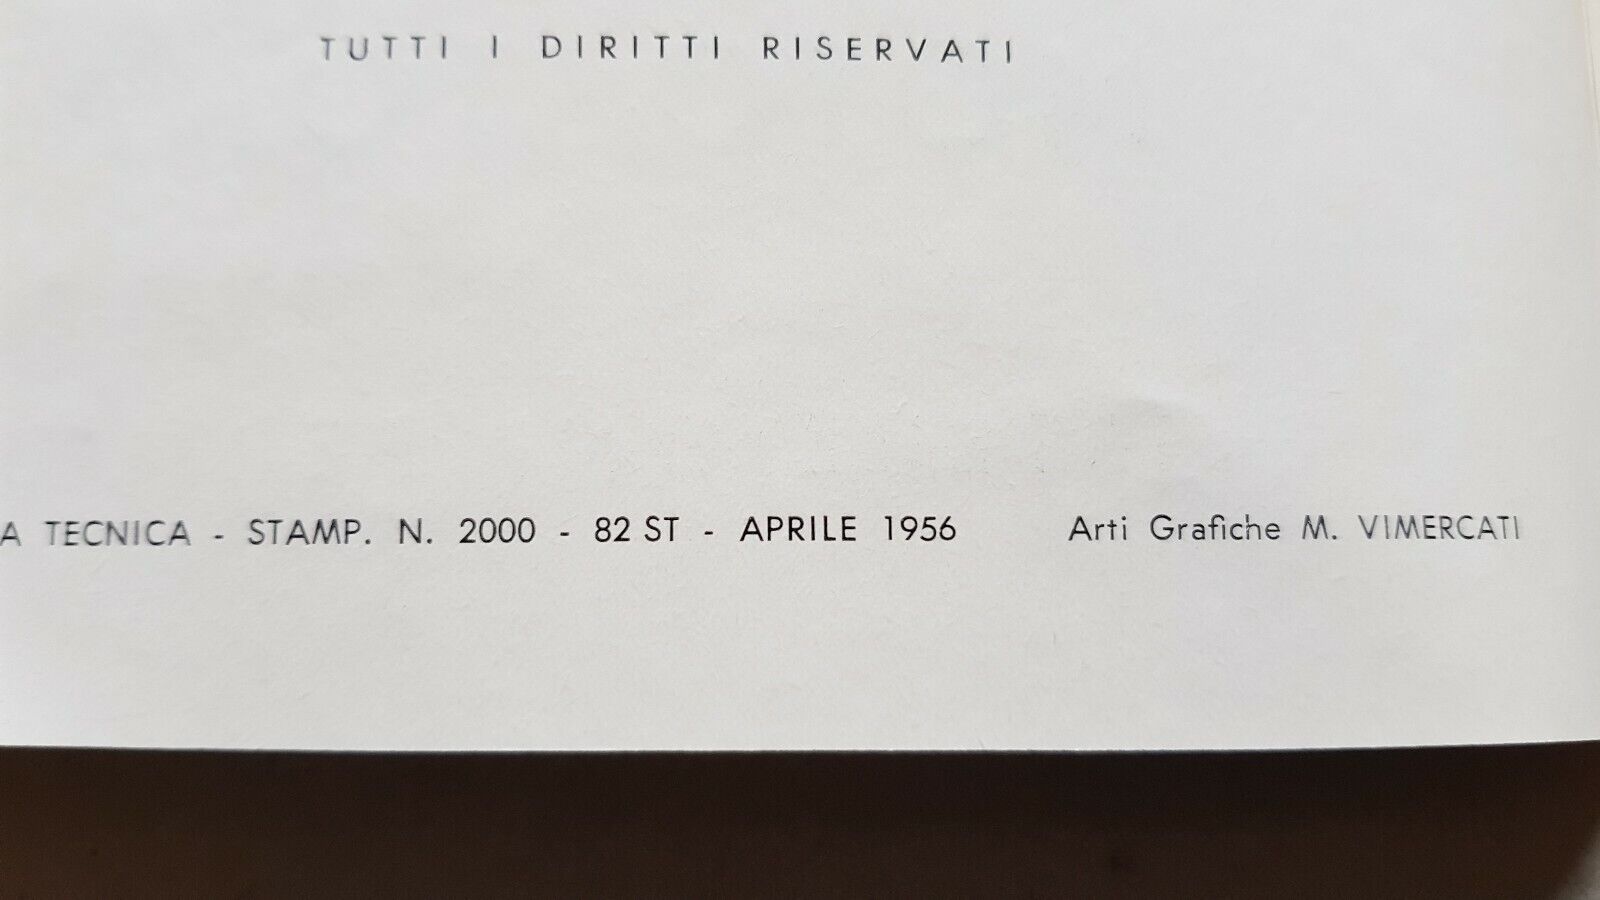 TUTTI I DIRITTI RISERVATI
A TECNICA - STAMP. N. 2000 - 82 ST - APRILE 1956 Arti Grafiche M. VIMERCATI